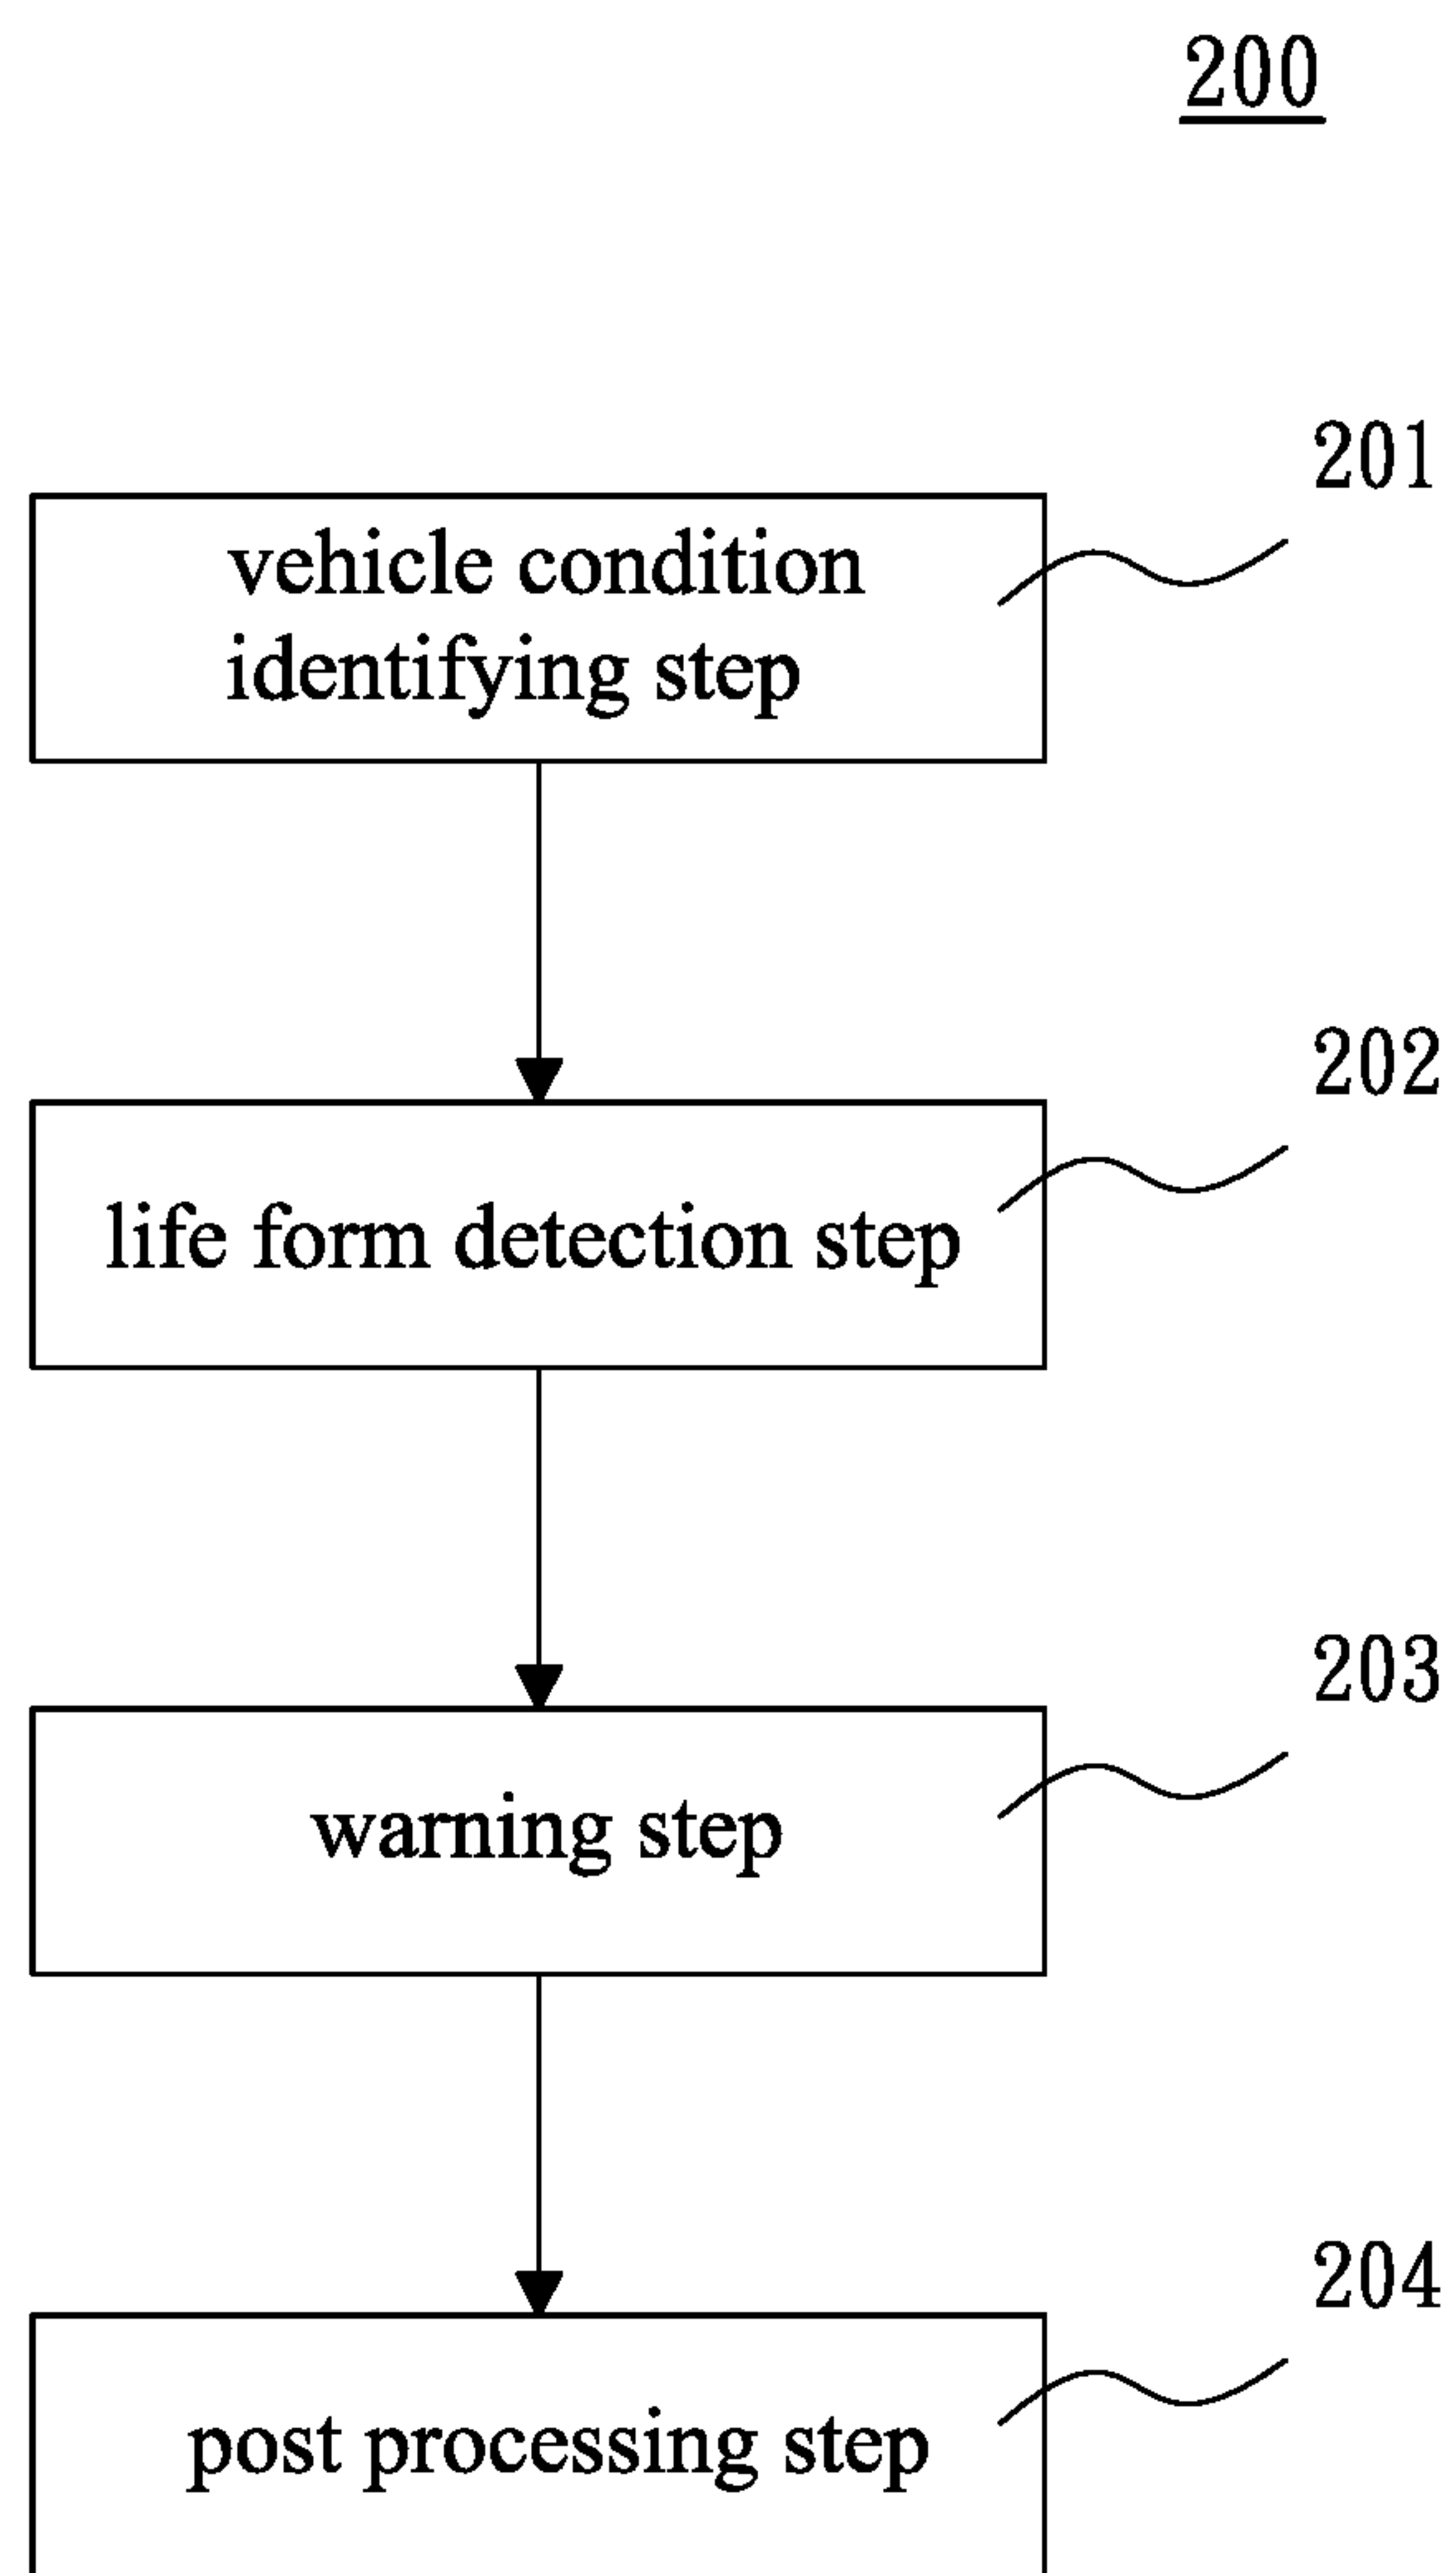 200
201
vehicle condition
identifying step
202
life form detection step
203
warning step
204
post processing step